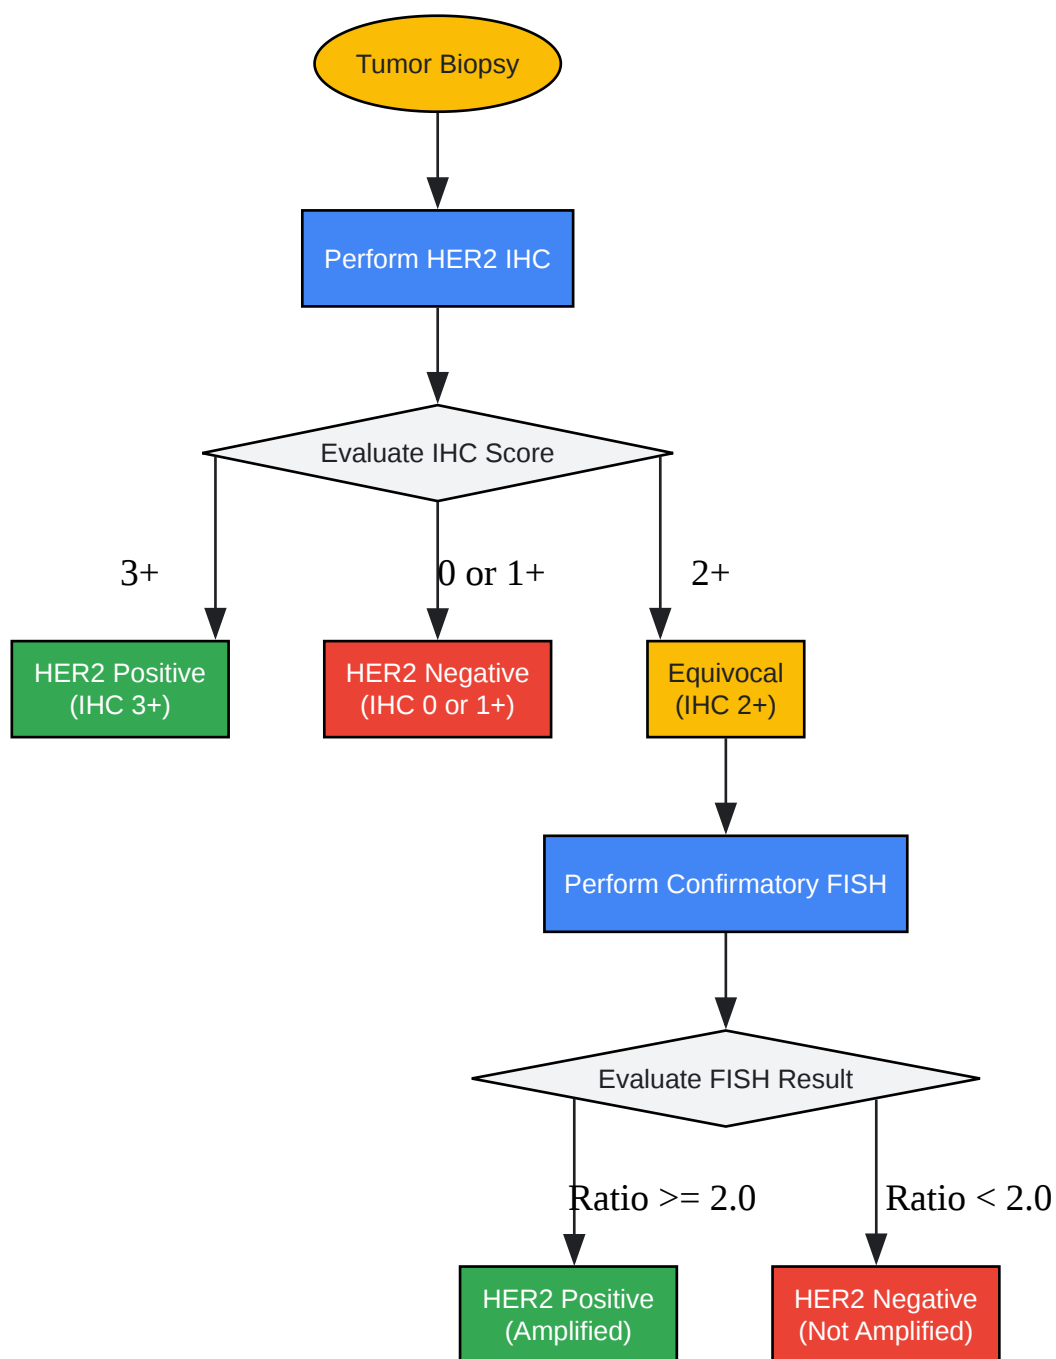 Tumor Biopsy
Perform HER2 IHC
Evaluate IHC Score
3+
0 or 1+
2+
HER2 Positive
(IHC 3+)
HER2 Negative
(IHC 0 or 1+)
Equivocal
(IHC 2+)
Perform Confirmatory FISH
Evaluate FISH Result
Ratio >= 2.0
Ratio < 2.0
HER2 Positive
(Amplified)
HER2 Negative
(Not Amplified)